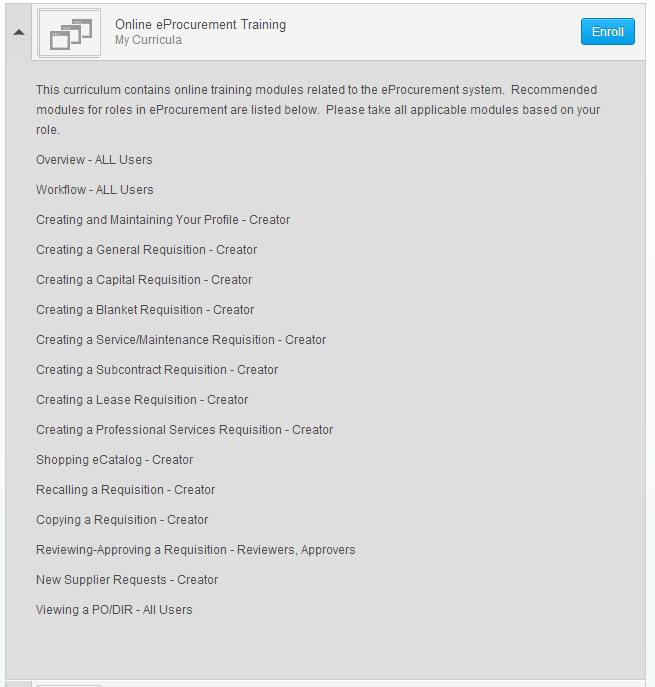 Online eProcurement Training
My Curricula
Enroll
This curriculum contains online training modules related to the eProcurement system.  Recommended
modules for roles in eProcurement are listed below.  Please take all applicable modules based on your
role.
Overview - ALL Users
Workflow - ALL Users
Creating and Maintaining Your Profile - Creator
Creating a General Requisition - Creator
Creating a Capital Requisition - Creator
Creating a Blanket Requisition - Creator
Creating a Service/Maintenance Requisition - Creator
Creating a Subcontract Requisition - Creator
Creating a Lease Requisition - Creator
Creating a Professional Services Requisition - Creator
Shopping eCatalog - Creator
Recalling a Requisition - Creator
Copying a Requisition - Creator
Reviewing-Approving a Requisition - Reviewers, Approvers
New Supplier Requests - Creator
Viewing a PO/DIR - All Users